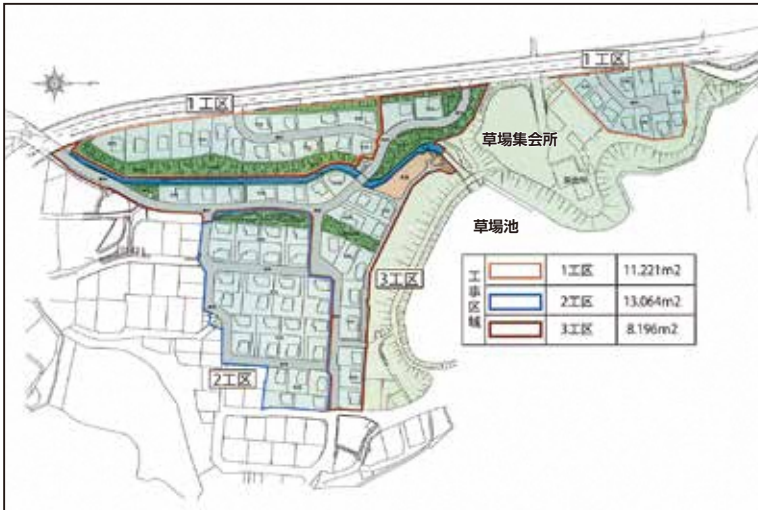 1工区
1工区
草場集会所
草場池
3工区
2工区
工事区域
1工区 11.221m2
2工区 13.064m2
3工区 8.196m2